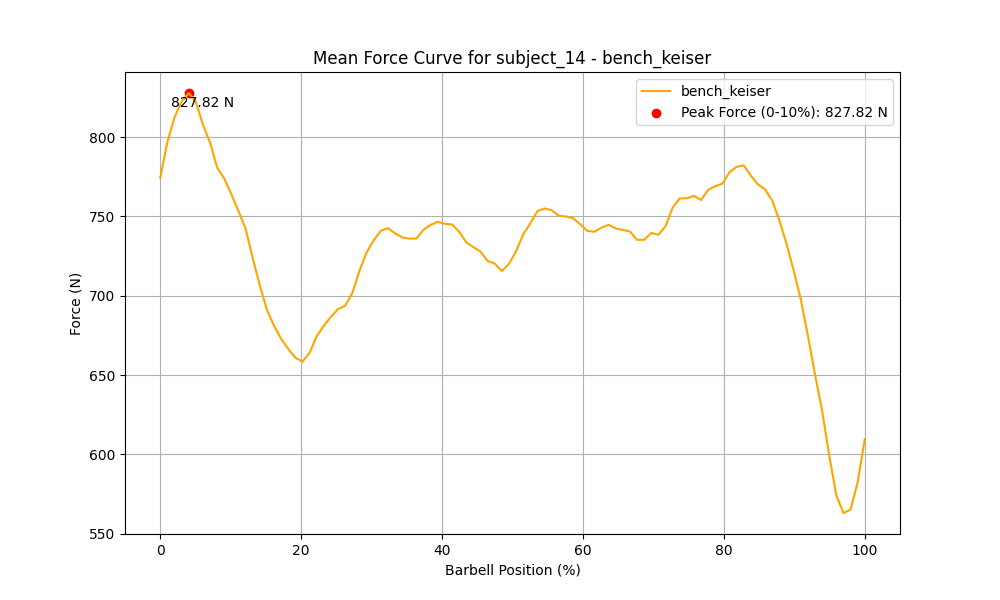 Mean Force Curve for subject_14 - bench_keiser
bench_keiser
Peak Force (0-10%): 827.82 N
827.82 N
800
750
700
650
600
550
Force (N)
0 20 40 60 80 100
Barbell Position (%)